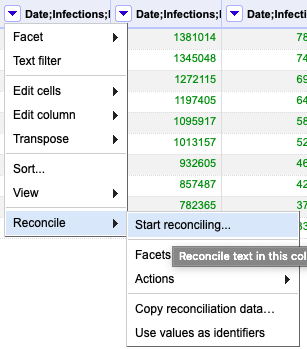 Date;Infections;I Date;Infections;I Date;Infecti
Facet
Text filter
Edit cells
Edit column
Transpose
Sort...
View
Reconcile
1381014 78
1345048 74
1272115 69
1197405 64
1095917 58
1013157 52
932605 46
857487 42
782365 37
Start reconciling...
Facets
Reconcile text in this col
Actions
Copy reconciliation data...
Use values as identifiers